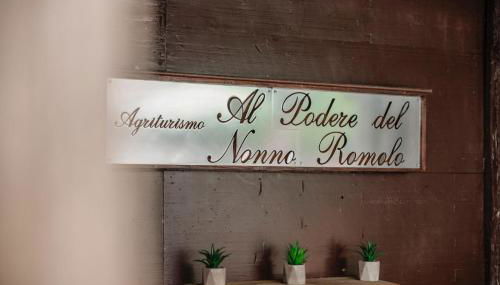 Agriturismo Al Podere del
Nonno Romolo